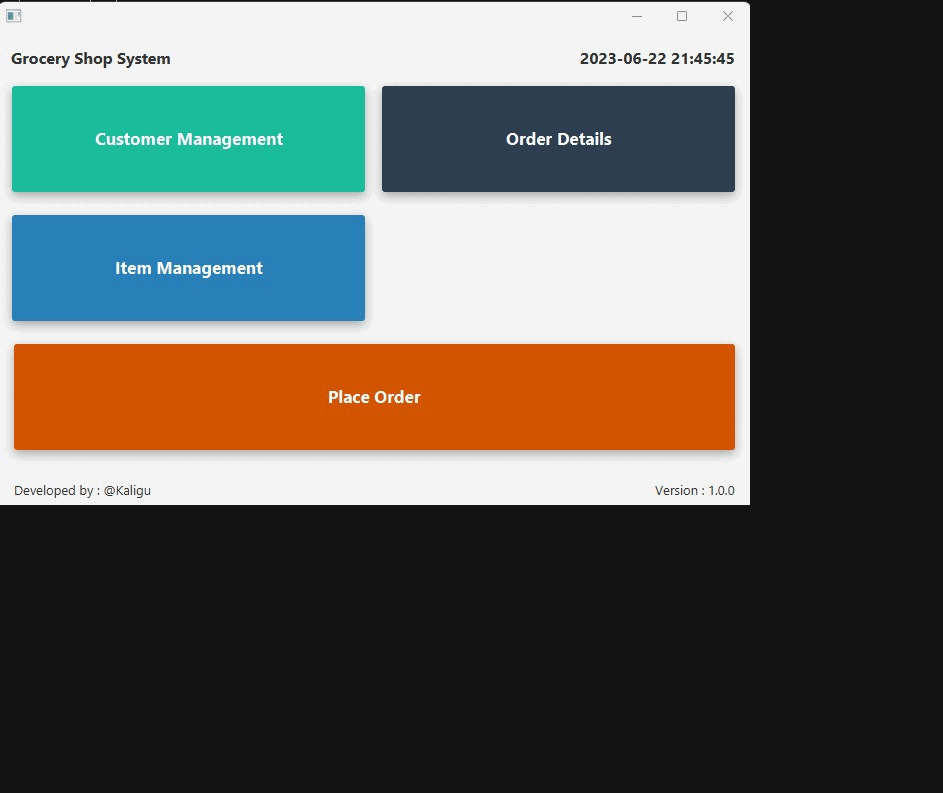 Grocery Shop System
2023-06-22 21:45:45
Customer Management
Order Details
Item Management
Place Order
Developed by : @Kaligu
Version : 1.0.0